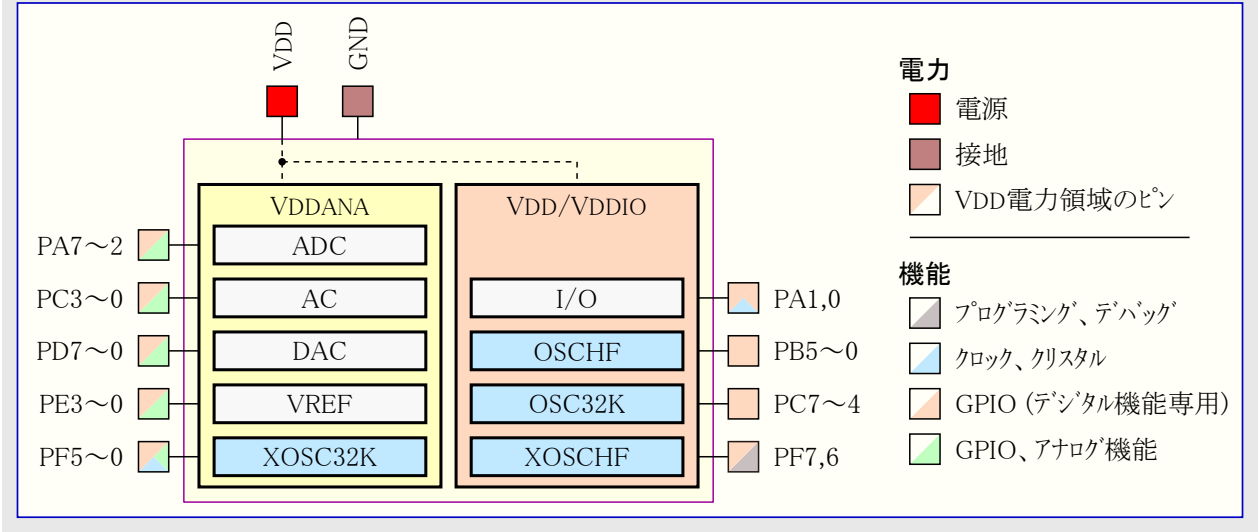 VDD
GND
VDDANA
ADC
AC
DAC
VREF
XOSC32K
VDD/VDDIO
I/O
OSCHF
OSC32K
XOSCHF
PA7～2
PC3～0
PD7～0
PE3～0
PF5～0
PA1,0
PB5～0
PC7～4
PF7,6
電力
電源
接地
VDD電力領域のﾋﾟﾝ
機能
ﾌﾟﾛｸﾞﾗﾐﾝｸﾞ、ﾃﾞﾊﾞｯｸﾞ
ｸﾛｯｸ、ｸﾘｽﾀﾙ
GPIO (ﾃﾞｼﾞﾀﾙ機能専用)
GPIO、ｱﾅﾛｸﾞ機能